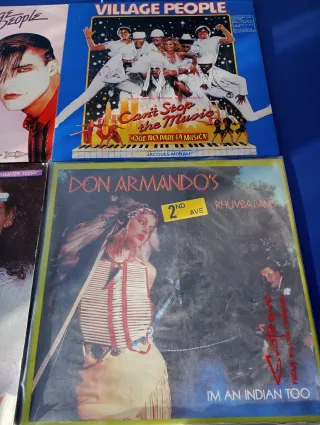 PEOPLE
VILLAGE PEOPLE
Can't Stop
the Music
¡QUE NO PARE LA MUSICA!
JACQUES MORALI
DON ARMANDO'S
2ND
AVE
RHUMBA BAND
I'M AN INDIAN TOO